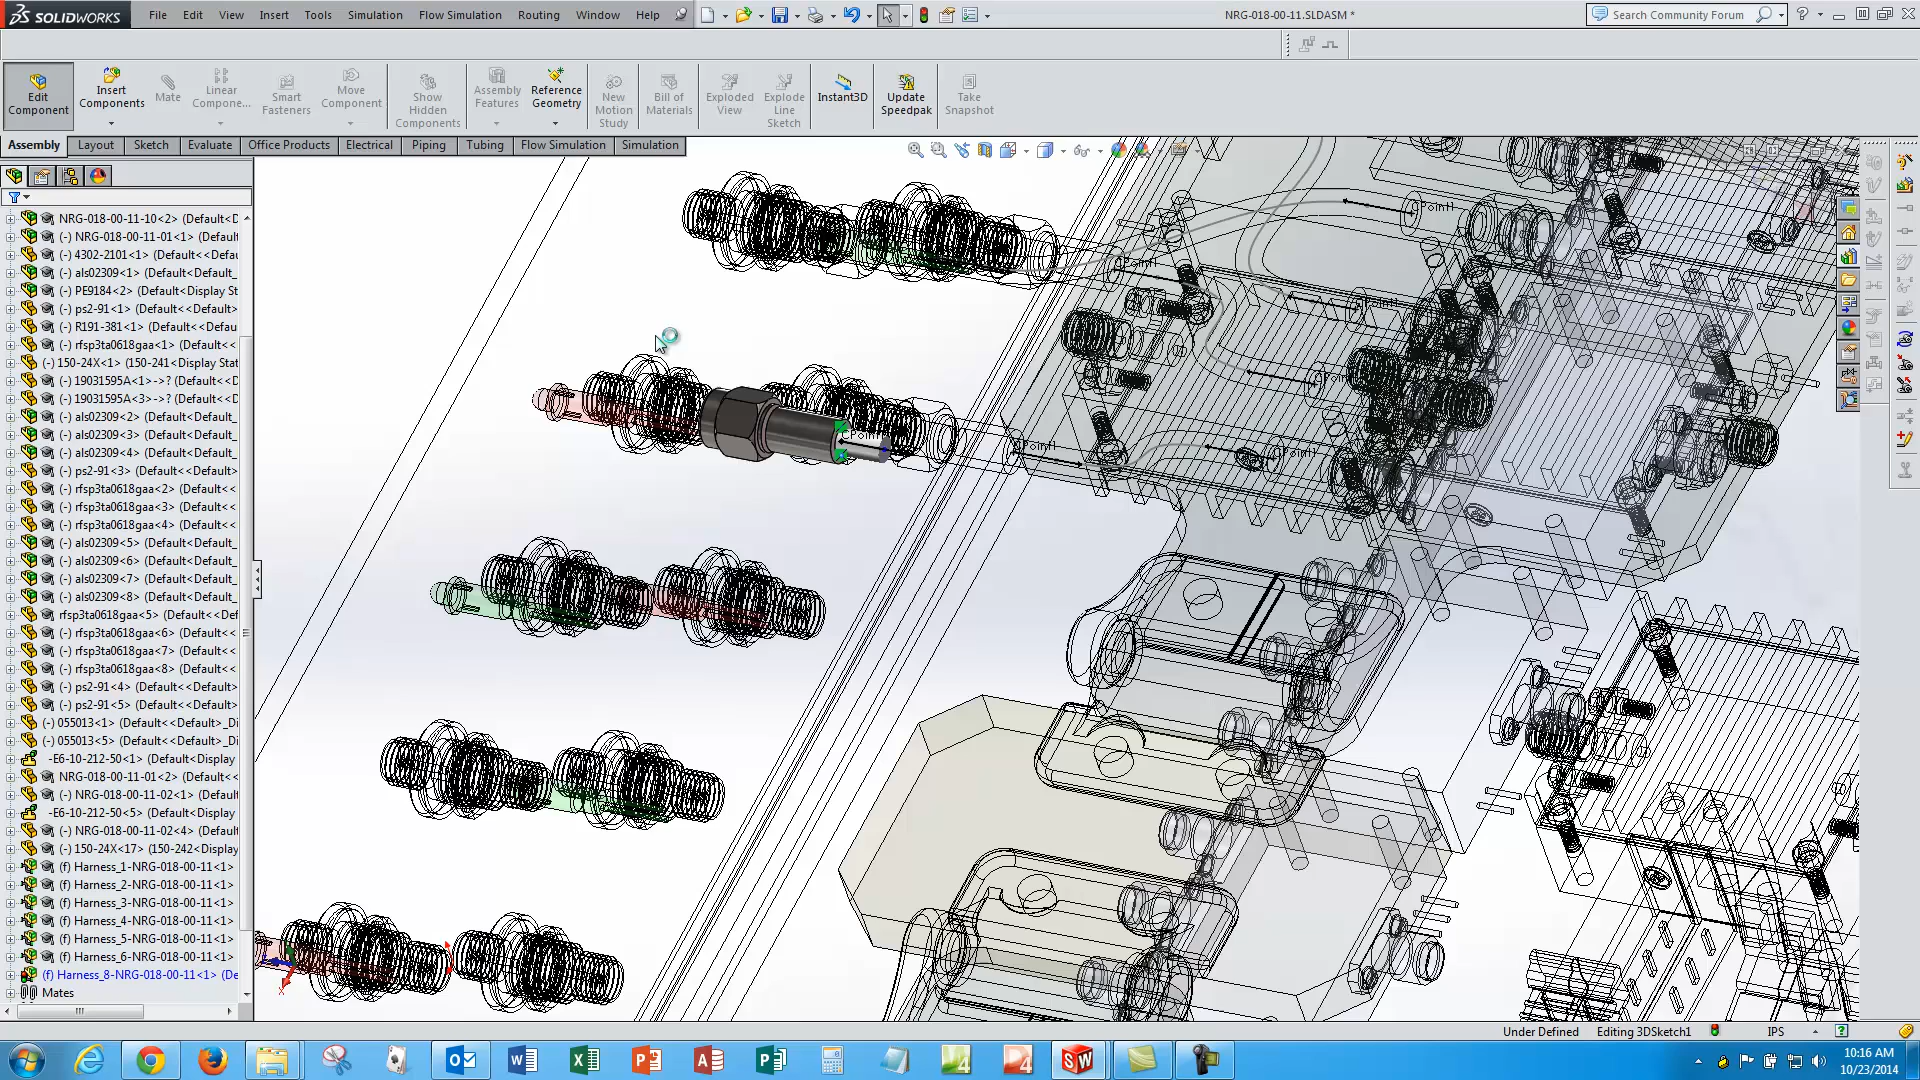 SOLIDWORKS
File Edit View Insert Tools Simulation Flow Simulation Routing Window Help
NRG-018-00-11.SLDASM *
Search Community Forum
Edit Component
Insert Components
Mate
Linear Compone...
Smart Fasteners
Move Component
Show Hidden Components
Assembly Features
Reference Geometry
New Motion Study
Bill of Materials
Exploded View
Explode Line Sketch
Instant3D
Update Speedpak
Take Snapshot
Assembly Layout Sketch Evaluate Office Products Electrical Piping Tubing Flow Simulation Simulation
NRG-018-00-11-10<2> (Default<D
(-) NRG-018-00-11-01<1> (Defaul
(-) 4302-2101<1> (Default<Defau
(-) als02309<1> (Default<Default_
(-) PE9184<2> (Default<Display St
(-) ps2-91<1> (Default<<Default>
(-) R191-381<1> (Default<<Defau
(-) rfsp3ta0618gaa<1> (Default<<
(-) 150-24X<1> (150-241<Display Stat
(-) 19031595A<1>->? (Default<<D
(-) 19031595A<3>->? (Default<<D
(-) als02309<2> (Default<Default_
(-) als02309<3> (Default<Default_
(-) als02309<4> (Default<Default_
(-) ps2-91<3> (Default<<Default>
(-) rfsp3ta0618gaa<2> (Default<<
(-) rfsp3ta0618gaa<3> (Default<<
(-) rfsp3ta0618gaa<4> (Default<<
(-) als02309<5> (Default<Default_
(-) als02309<6> (Default<Default_
(-) als02309<7> (Default<Default_
(-) als02309<8> (Default<Default_
rfsp3ta0618gaa<5> (Default<<Def
(-) rfsp3ta0618gaa<6> (Default<<
(-) rfsp3ta0618gaa<7> (Default<<
(-) rfsp3ta0618gaa<8> (Default<<
(-) ps2-91<4> (Default<<Default>
(-) ps2-91<5> (Default<<Default>
(-) 055013<1> (Default<<Default>_Di
(-) 055013<5> (Default<<Default>_Di
-E6-10-212-50<1> (Default<Display
NRG-018-00-11-01<2> (Default<<
(-) NRG-018-00-11-02<1> (Default
-E6-10-212-50<5> (Default<Display
(-) NRG-018-00-11-02<4> (Default
(-) 150-24X<17> (150-242<Display
(f) Harness_1-NRG-018-00-11<1>
(f) Harness_2-NRG-018-00-11<1>
(f) Harness_3-NRG-018-00-11<1>
(f) Harness_4-NRG-018-00-11<1>
(f) Harness_5-NRG-018-00-11<1>
(f) Harness_6-NRG-018-00-11<1>
(f) Harness_8-NRG-018-00-11<1> (De
Mates
CPoint1
Under Defined Editing 3DSketch1 IPS
10:16 AM
10/23/2014